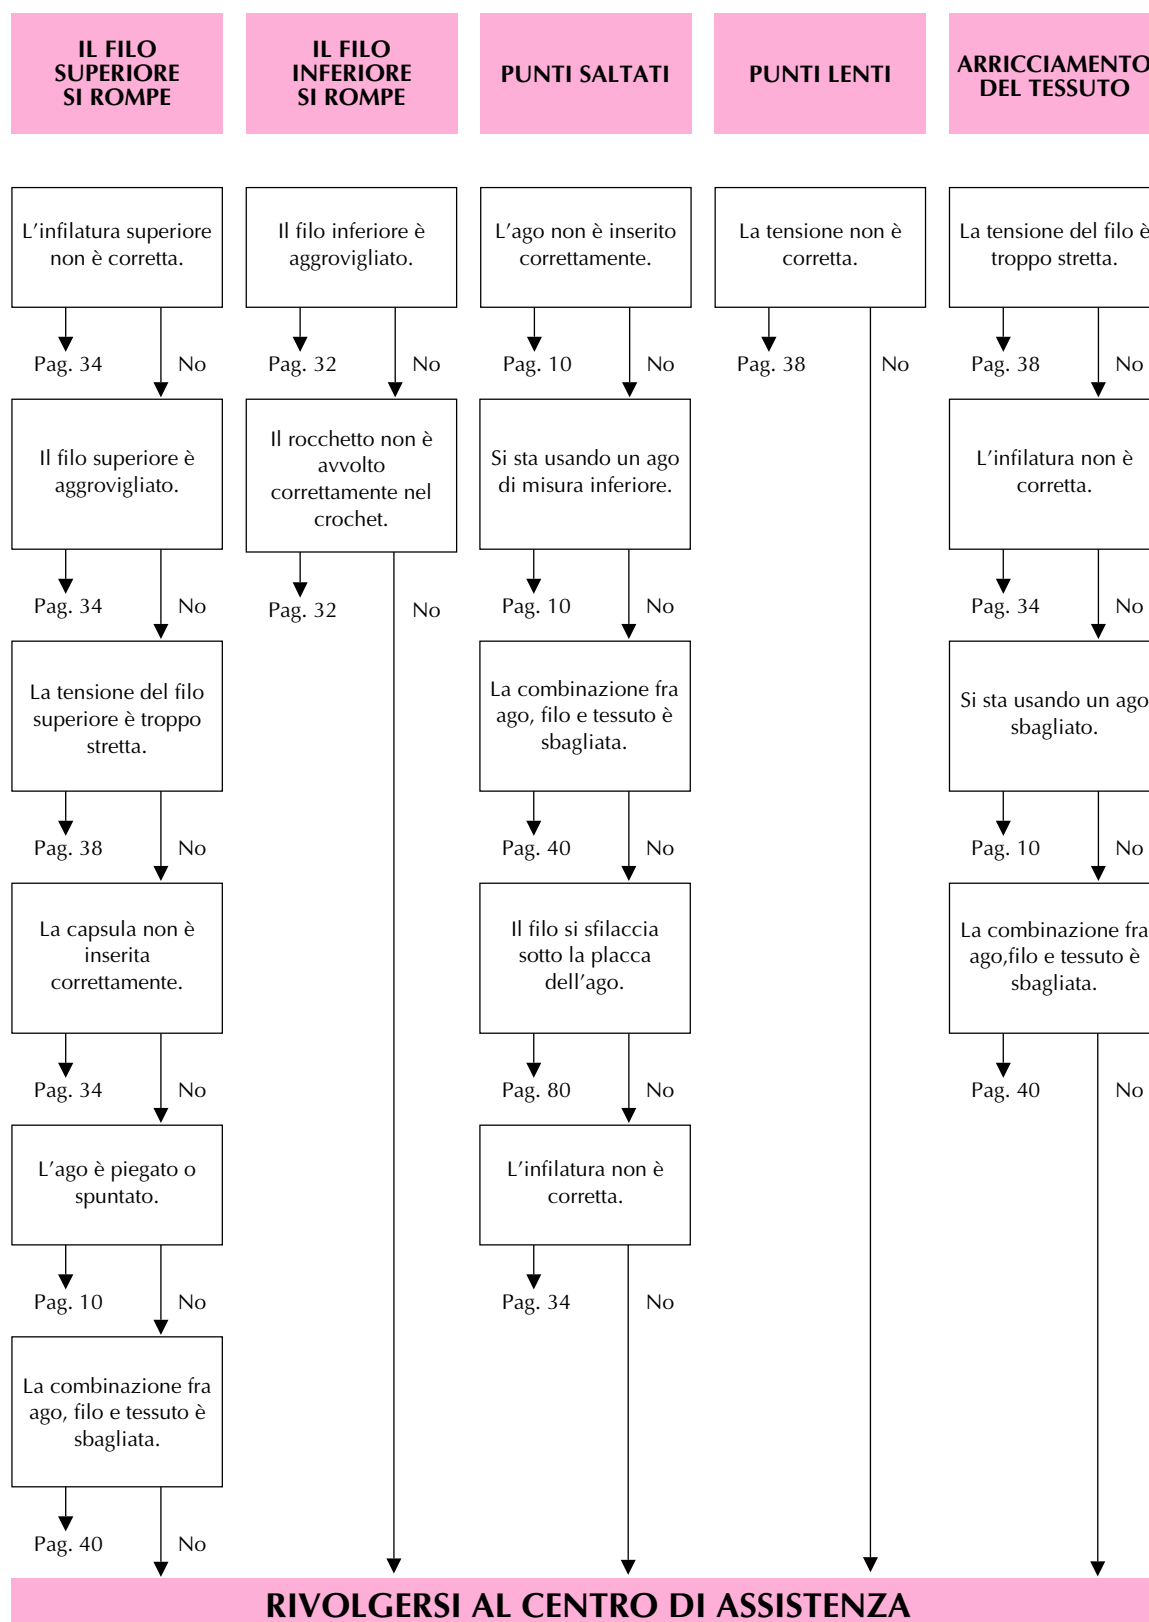 IL FILO
SUPERIORE
SI ROMPE
L'infilatura superiore
non è corretta.
Pag. 34
No
Il filo superiore è
aggrovigliato.
Pag. 34
No
La tensione del filo
superiore è troppo
stretta.
Pag. 38
No
La capsula non è
inserita
correttamente.
Pag. 34
No
L'ago è piegato o
spuntato.
Pag. 10
No
La combinazione fra
ago, filo e tessuto è
sbagliata.
Pag. 40
No
IL FILO
INFERIORE
SI ROMPE
Il filo inferiore è
aggrovigliato.
Pag. 32
No
Il rocchetto non è
avvolto
correttamente nel
crochet.
Pag. 32
No
PUNTI SALTATI
L'ago non è inserito
correttamente.
Pag. 10
No
Si sta usando un ago
di misura inferiore.
Pag. 10
No
La combinazione fra
ago, filo e tessuto è
sbagliata.
Pag. 40
No
Il filo si sfilaccia
sotto la placca
dell'ago.
Pag. 80
No
L'infilatura non è
corretta.
Pag. 34
No
PUNTI LENTI
La tensione non è
corretta.
Pag. 38
No
ARRICCIAMENTO
DEL TESSUTO
La tensione del filo è
troppo stretta.
Pag. 38
No
L'infilatura non è
corretta.
Pag. 34
No
Si sta usando un ago
sbagliato.
Pag. 10
No
La combinazione fra
ago,filo e tessuto è
sbagliata.
Pag. 40
No
RIVOLGERSI AL CENTRO DI ASSISTENZA